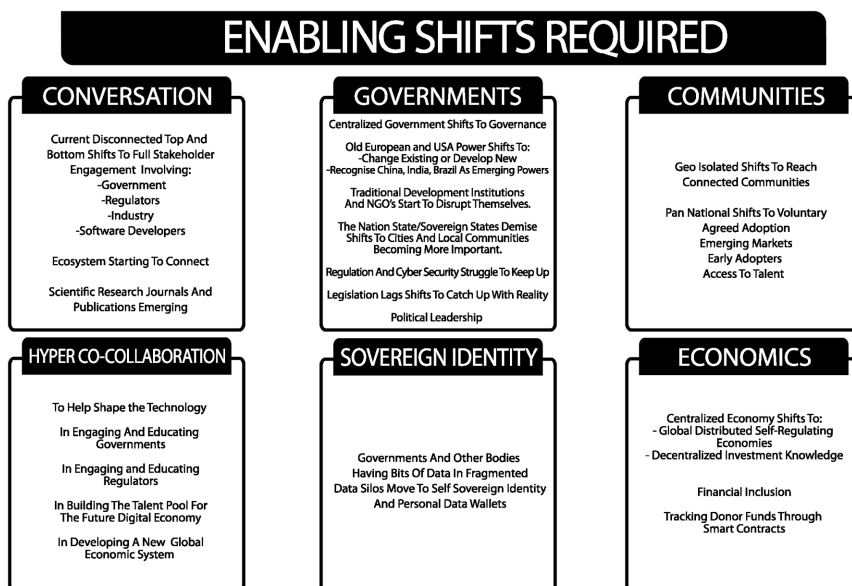 ENABLING SHIFTS REQUIRED
CONVERSATION
Current Disconnected Top And
Bottom Shifts To Full Stakeholder
Engagement Involving:
-Government
-Regulators
-Industry
-Software Developers
Ecosystem Starting To Connect
Scientific Research Journals And
Publications Emerging
GOVERNMENTS
Centralized Government Shifts To Governance
Old European and USA Power Shifts To:
-Change Existing or Develop New
-Recognise China, India, Brazil As Emerging Powers
Traditional Development Institutions
And NGO's Start To Disrupt Themselves.
The Nation State/Sovereign States Demise
Shifts To Cities And Local Communities
Becoming More Important.
Regulation And Cyber Security Struggle To Keep Up
Legislation Lags Shifts To Catch Up With Reality
Political Leadership
COMMUNITIES
Geo Isolated Shifts To Reach
Connected Communities
Pan National Shifts To Voluntary
Agreed Adoption
Emerging Markets
Early Adopters
Access To Talent
HYPER CO-COLLABORATION
To Help Shape the Technology
In Engaging And Educating
Governments
In Engaging and Educating
Regulators
In Building The Talent Pool For
The Future Digital Economy
In Developing A New Global
Economic System
SOVEREIGN IDENTITY
Governments And Other Bodies
Having Bits Of Data In Fragmented
Data Silos Move To Self Sovereign Identity
And Personal Data Wallets
ECONOMICS
Centralized Economy Shifts To:
- Global Distributed Self-Regulating
Economies
- Decentralized Investment Knowledge
Financial Inclusion
Tracking Donor Funds Through
Smart Contracts